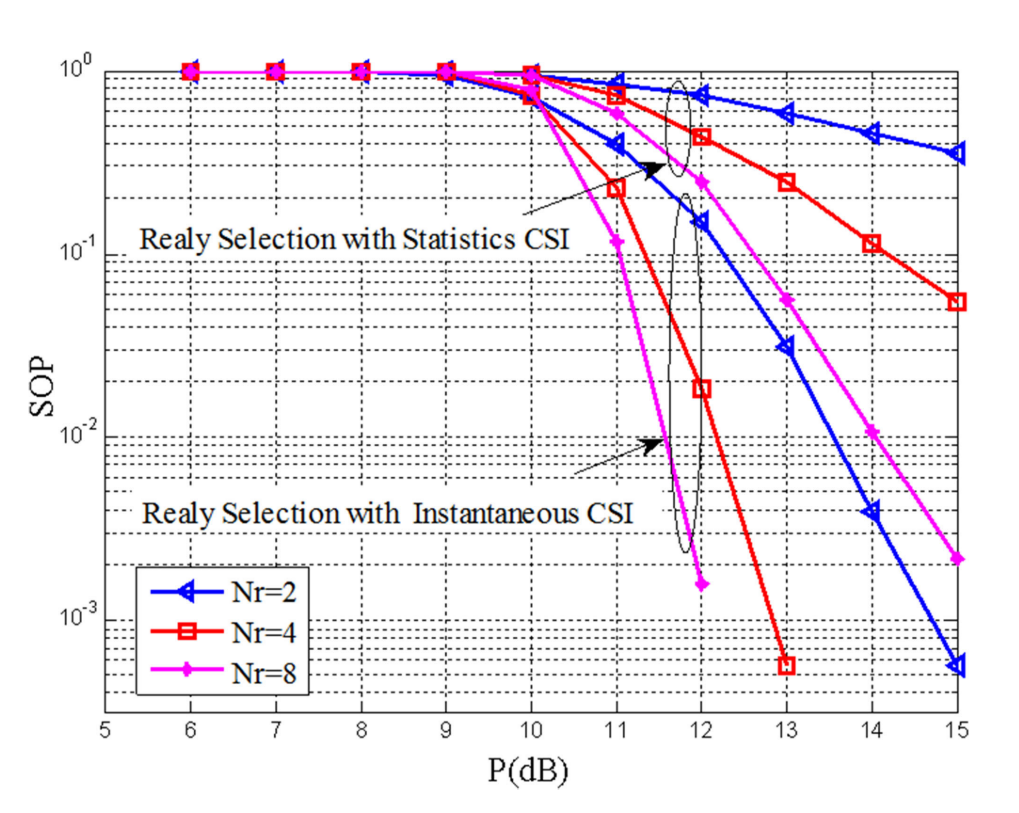 10^0
Realy Selection with Statistics CSI
10^-1
SOP
10^-2
Realy Selection with Instantaneous CSI
Nr=2
10^-3
Nr=4
Nr=8
5 6 7 8 9 10 11 12 13 14 15
P(dB)